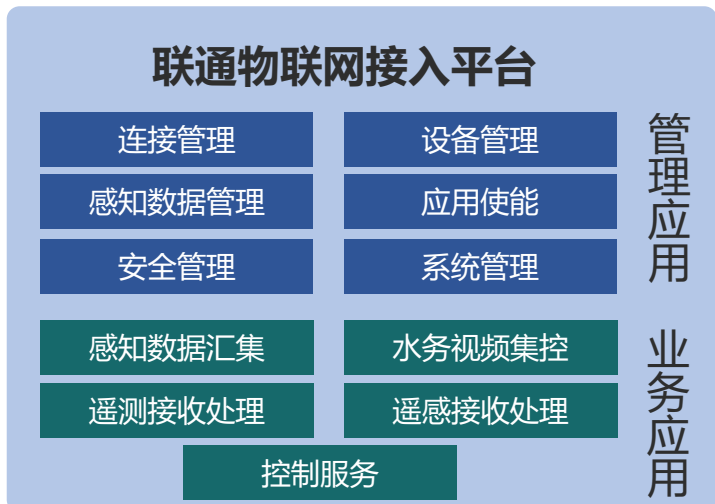 联通物联网接入平台
连接管理
设备管理
感知数据管理
应用使能
安全管理
系统管理
管理应用
感知数据汇集
水务视频集控
遥测接收处理
遥感接收处理
控制服务
业务应用